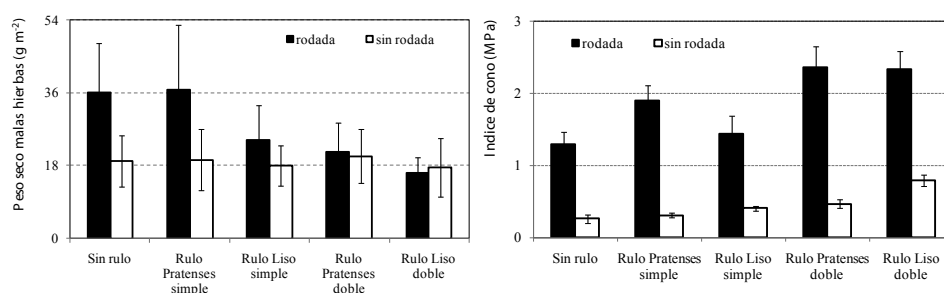 Peso seco malas hierbas (g m-2)
54
36
18
0
rodada
sin rodada
Sin rulo
Rulo Pratenses simple
Rulo Liso simple
Rulo Pratenses doble
Rulo Liso doble
Indice de cono (MPa)
3
2
1
0
rodada
sin rodada
Sin rulo
Rulo Pratenses simple
Rulo Liso simple
Rulo Pratenses doble
Rulo Liso doble